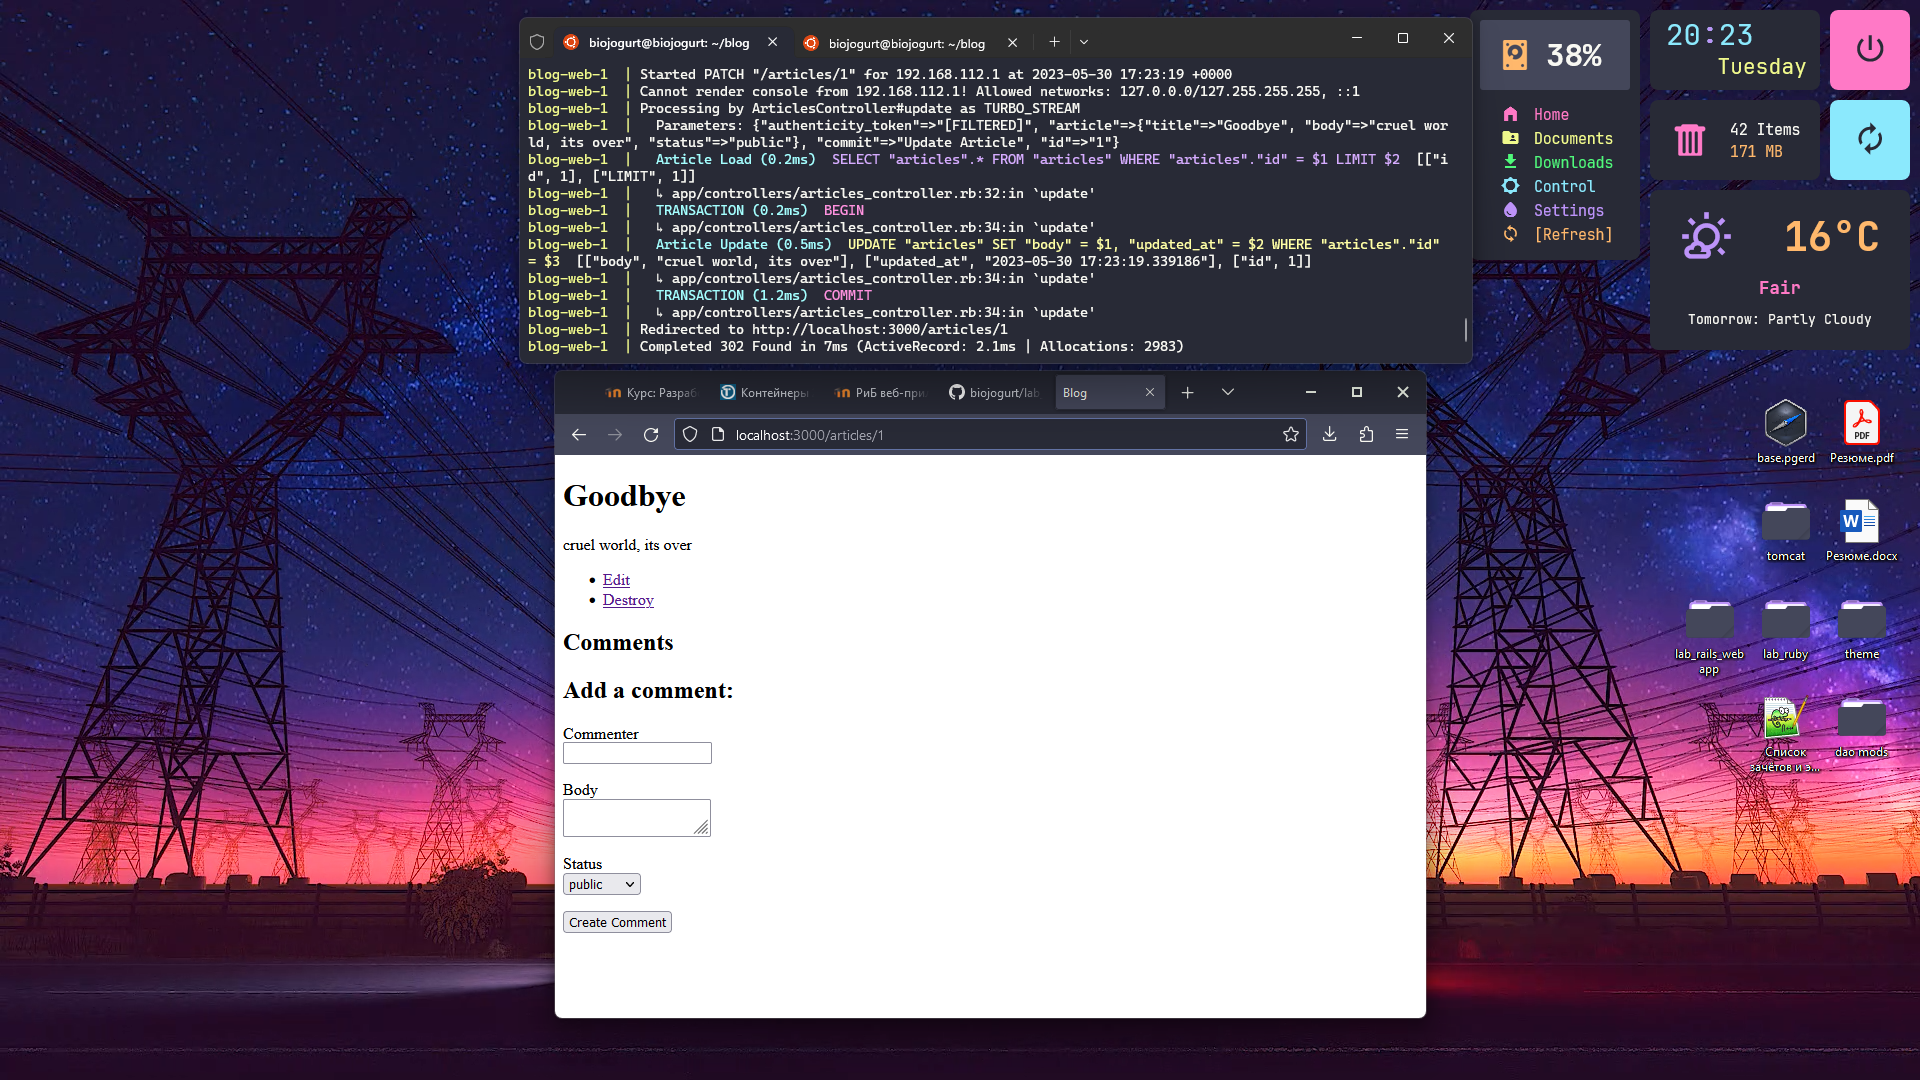 biojogurt@biojogurt: ~/blog
biojogurt@biojogurt: ~/blog
blog-web-1  | Started PATCH "/articles/1" for 192.168.112.1 at 2023-05-30 17:23:19 +0000
blog-web-1  | Cannot render console from 192.168.112.1! Allowed networks: 127.0.0.0/127.255.255.255, ::1
blog-web-1  | Processing by ArticlesController#update as TURBO_STREAM
blog-web-1  |   Parameters: {"authenticity_token"=>"[FILTERED]", "article"=>{"title"=>"Goodbye", "body"=>"cruel wor
ld, its over", "status"=>"public"}, "commit"=>"Update Article", "id"=>"1"}
blog-web-1  |   Article Load (0.2ms)  SELECT "articles".* FROM "articles" WHERE "articles"."id" = $1 LIMIT $2  [["i
d", 1], ["LIMIT", 1]]
blog-web-1  |   ↳ app/controllers/articles_controller.rb:32:in `update'
blog-web-1  |   TRANSACTION (0.2ms)  BEGIN
blog-web-1  |   ↳ app/controllers/articles_controller.rb:34:in `update'
blog-web-1  |   Article Update (0.5ms)  UPDATE "articles" SET "body" = $1, "updated_at" = $2 WHERE "articles"."id"
= $3  [["body", "cruel world, its over"], ["updated_at", "2023-05-30 17:23:19.339186"], ["id", 1]]
blog-web-1  |   ↳ app/controllers/articles_controller.rb:34:in `update'
blog-web-1  |   TRANSACTION (1.2ms)  COMMIT
blog-web-1  |   ↳ app/controllers/articles_controller.rb:34:in `update'
blog-web-1  | Redirected to http://localhost:3000/articles/1
blog-web-1  | Completed 302 Found in 7ms (ActiveRecord: 2.1ms | Allocations: 2983)
38%
Home
Documents
Downloads
Control
Settings
[Refresh]
20:23
Tuesday
42 Items
171 MB
16°C
Fair
Tomorrow: Partly Cloudy
Курс: Разраб
Контейнеры
РиБ веб-при
biojogurt/lab
Blog
localhost:3000/articles/1
Goodbye
cruel world, its over
Edit
Destroy
Comments
Add a comment:
Commenter
Body
Status
public
Create Comment
base.pgerd
PDF
Резюме.pdf
tomcat
W
Резюме.docx
lab_rails_web
app
lab_ruby
theme
Список
зачетов и э...
dao mods